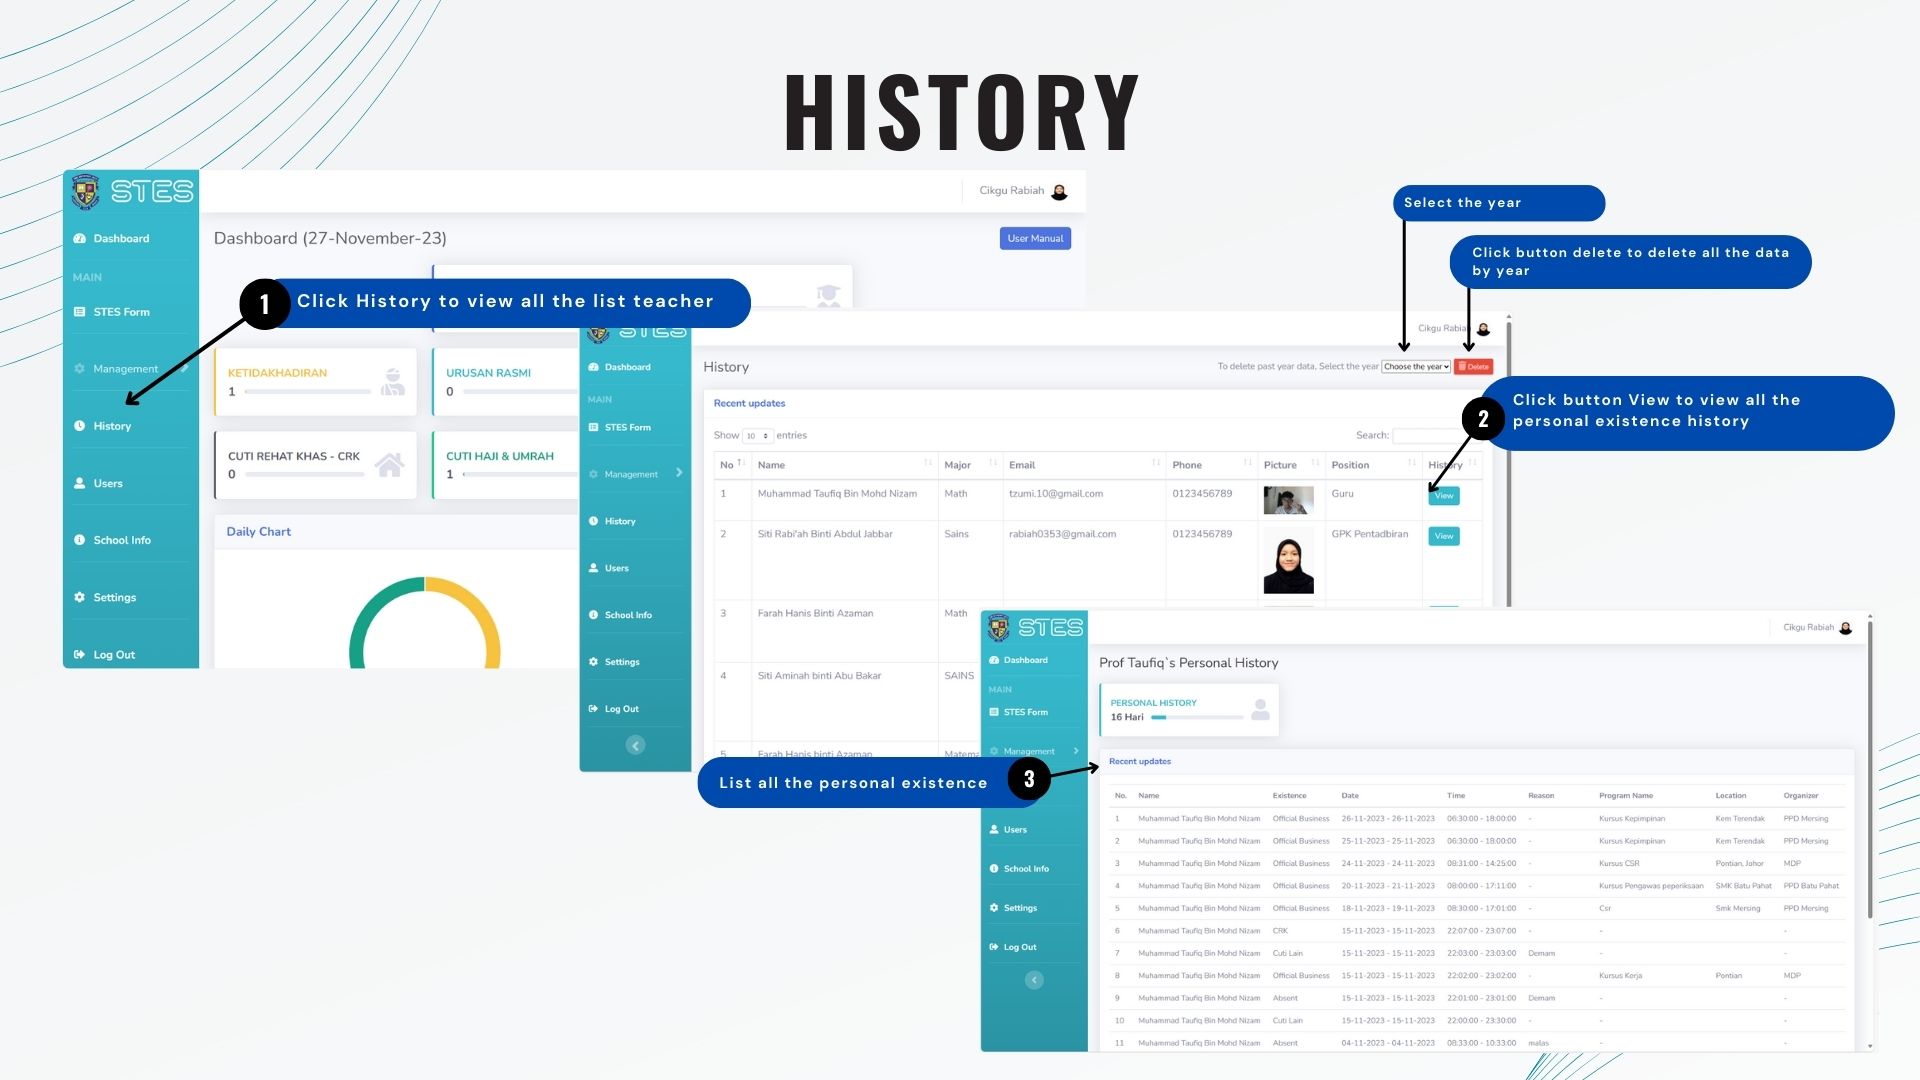 HISTORY
STES
Cikgu Rabiah
Dashboard
Dashboard (27-November-23)
User Manual
MAIN
STES Form
Management
History
Users
School Info
Settings
Log Out
1
Click History to view all the list teacher
KETIDAKHADIRAN
1
URUSAN RASMI
0
CUTI REHAT KHAS - CRK
0
CUTI HAJI & UMRAH
1
Daily Chart
Select the year
Click button delete to delete all the data
by year
STES
Cikgu Rabiah
Dashboard
MAIN
STES Form
Management
History
Users
School Info
Settings
Log Out
History
To delete past year data, Select the year Choose the year Delete
Recent updates
Show 10 entries
Search:
2
Click button View to view all the
personal existence history
No Name Major Email Phone Picture Position History
1 Muhammad Taufiq Bin Mohd Nizam Math tzumi.10@gmail.com 0123456789 Guru View
2 Siti Rabi'ah Binti Abdul Jabbar Sains rabiah0353@gmail.com 0123456789 GPK Pentadbiran View
3 Farah Hanis Binti Azaman Math
4 Siti Aminah binti Abu Bakar SAINS
5 Farah Hanis binti Azaman
List all the personal existence
3
STES
Cikgu Rabiah
Dashboard
MAIN
STES Form
Management
Users
School Info
Settings
Log Out
Prof Taufiq`s Personal History
PERSONAL HISTORY
16 Hari
Recent updates
No. Name Existence Date Time Reason Program Name Location Organizer
1 Muhammad Taufiq Bin Mohd Nizam Official Business 26-11-2023 - 26-11-2023 06:30:00 - 18:00:00 - Kursus Kepimpinan Kem Terendak PPD Mersing
2 Muhammad Taufiq Bin Mohd Nizam Official Business 25-11-2023 - 25-11-2023 06:30:00 - 18:00:00 - Kursus Kepimpinan Kem Terendak PPD Mersing
3 Muhammad Taufiq Bin Mohd Nizam Official Business 24-11-2023 - 24-11-2023 08:31:00 - 14:25:00 - Kursus CSR Pontian, Johor MDP
4 Muhammad Taufiq Bin Mohd Nizam Official Business 20-11-2023 - 21-11-2023 08:00:00 - 17:11:00 - Kursus Pengawas peperiksaan SMK Batu Pahat PPD Batu Pahat
5 Muhammad Taufiq Bin Mohd Nizam Official Business 18-11-2023 - 19-11-2023 08:30:00 - 17:01:00 - Csr Smk Mersing PPD Mersing
6 Muhammad Taufiq Bin Mohd Nizam CRK 15-11-2023 - 15-11-2023 22:07:00 - 23:07:00 - - -
7 Muhammad Taufiq Bin Mohd Nizam Cuti Lain 15-11-2023 - 15-11-2023 22:03:00 - 23:03:00 Demam - -
8 Muhammad Taufiq Bin Mohd Nizam Official Business 15-11-2023 - 15-11-2023 22:02:00 - 23:02:00 - Kursus Kerja Pontian MDP
9 Muhammad Taufiq Bin Mohd Nizam Absent 15-11-2023 - 15-11-2023 22:01:00 - 23:01:00 Demam - -
10 Muhammad Taufiq Bin Mohd Nizam Cuti Lain 15-11-2023 - 15-11-2023 22:00:00 - 23:30:00 - - -
11 Muhammad Taufiq Bin Mohd Nizam Absent 04-11-2023 - 04-11-2023 08:33:00 - 10:33:00 malas - -